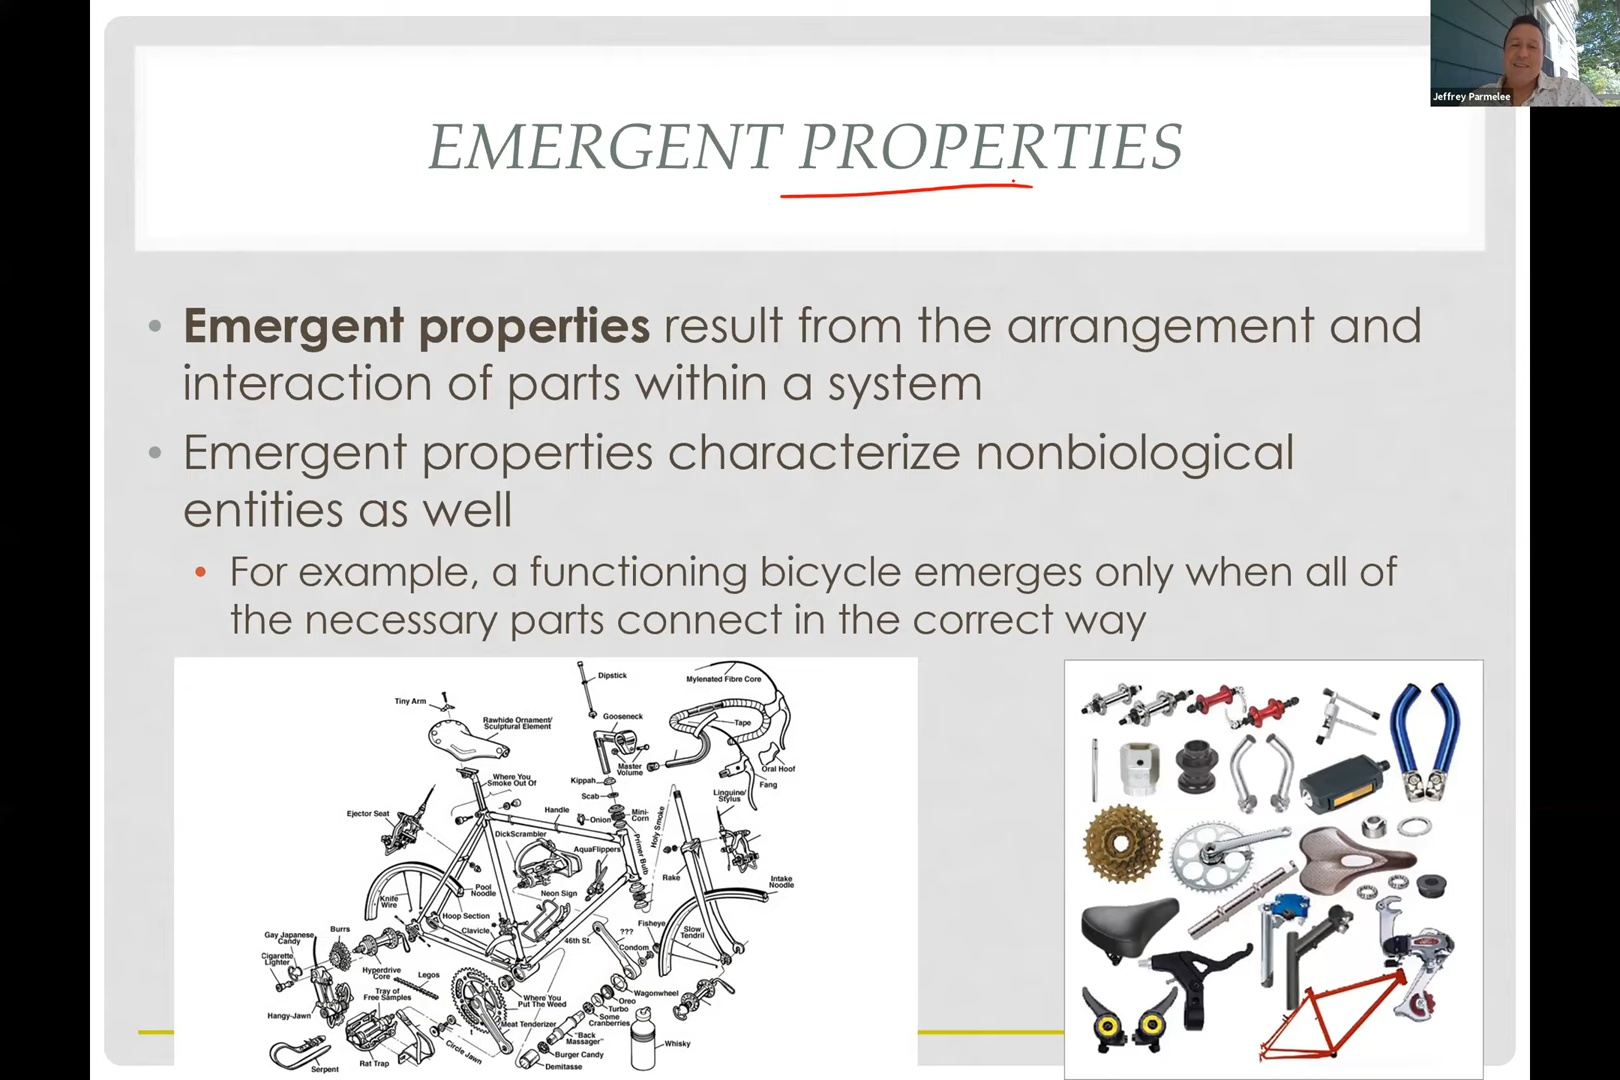 Jeffrey Parmelee
EMERGENT PROPERTIES
• Emergent properties result from the arrangement and
interaction of parts within a system
• Emergent properties characterize nonbiological
entities as well
• For example, a functioning bicycle emerges only when all of
the necessary parts connect in the correct way
Dipstick
Mylenated Fibre Core
Tiny Arm
Rawhide Ornament/
Sculptural Element
Gooseneck
Tape
Master
Volume
Oral Hoof
Fang
Where You
Smoke Out Of
Kippah
Scab
Linguine/
Stylus
Ejector Seat
Handle
Onion
Mini-
Corn
Holy Smoke
DickScrambler
AquaFlippers
Primer Bulb
Rake
Intake
Noodle
Pool
Noodle
Neon Sign
Knife
Wire
Hoop Section
Clavicle
Fisheye
Slow
Tendril
Gay Japanese
Candy
Burrs
46th St.
???
Condom
Cigarette
Lighter
Hyperdrive
Core
Legos
Tray of
Free Samples
Where You
Put The Weed
Wagonwheel
Oreo
Turbo
Some
Cranberries
Hangy-Jawn
Meat Tenderizer
"Back
Massager"
Whisky
Circle Jawn
Burger Candy
Rat Trap
Serpent
Demitasse